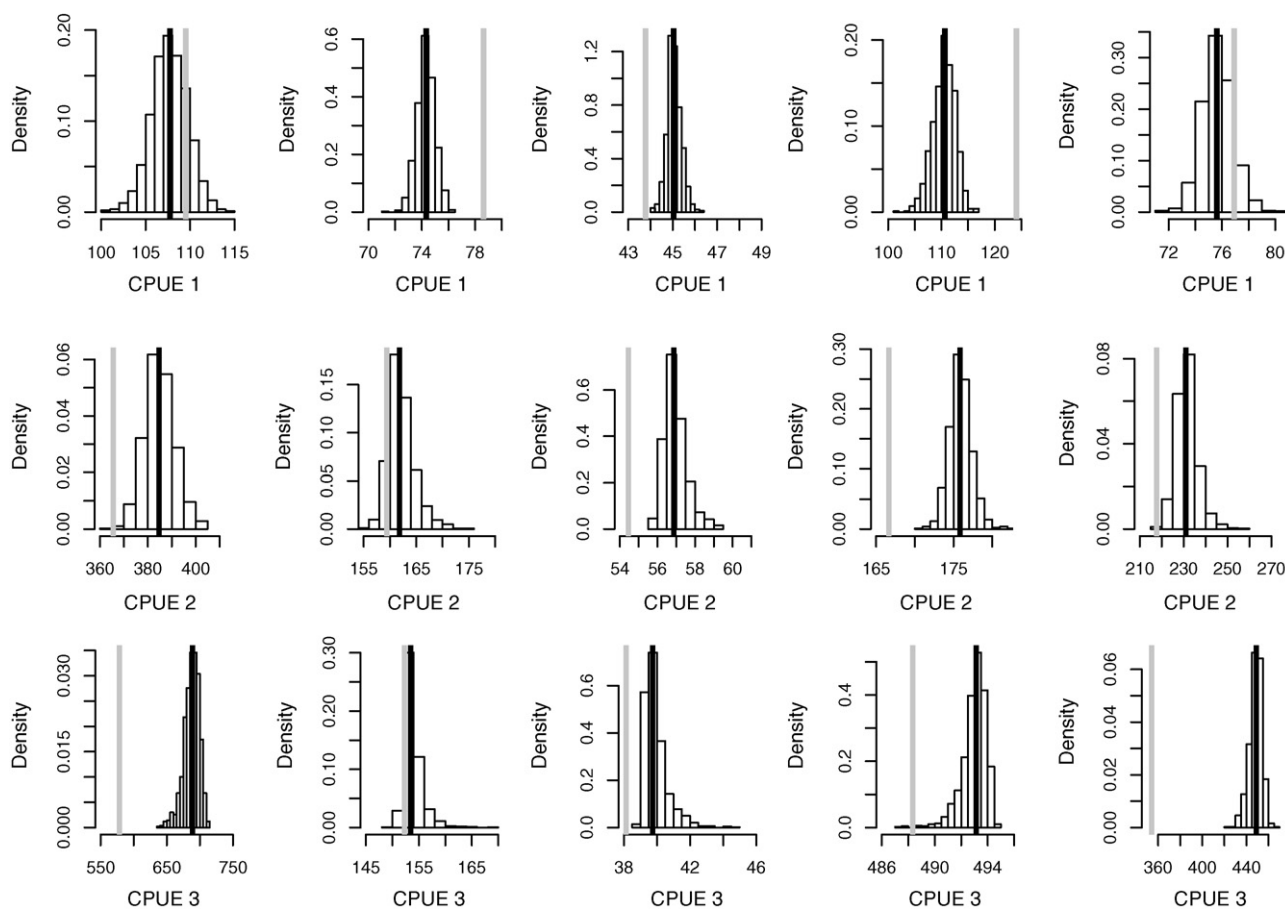 Density
0.00 0.10 0.20
100 105 110 115
CPUE 1
Density
0.0 0.2 0.4 0.6
70 74 78
CPUE 1
Density
0.0 0.4 0.8 1.2
43 45 47 49
CPUE 1
Density
0.00 0.10 0.20
100 110 120
CPUE 1
Density
0.00 0.10 0.20 0.30
72 76 80
CPUE 1
Density
0.00 0.02 0.04 0.06
360 380 400
CPUE 2
Density
0.00 0.05 0.10 0.15
155 165 175
CPUE 2
Density
0.0 0.2 0.4 0.6
54 56 58 60
CPUE 2
Density
0.00 0.10 0.20 0.30
165 175
CPUE 2
Density
0.00 0.04 0.08
210 230 250 270
CPUE 2
Density
0.000 0.015 0.030
550 650 750
CPUE 3
Density
0.00 0.10 0.20 0.30
145 155 165
CPUE 3
Density
0.0 0.2 0.4 0.6
38 42 46
CPUE 3
Density
0.0 0.2 0.4
486 490 494
CPUE 3
Density
0.00 0.02 0.04 0.06
360 400 440
CPUE 3